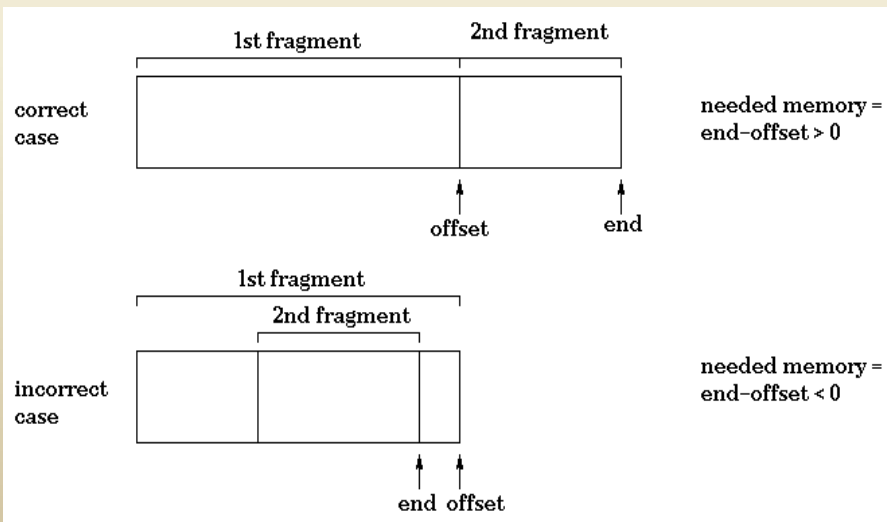 1st fragment
2nd fragment
correct
case
needed memory =
end-offset > 0
offset
end
1st fragment
2nd fragment
incorrect
case
needed memory =
end-offset < 0
end offset